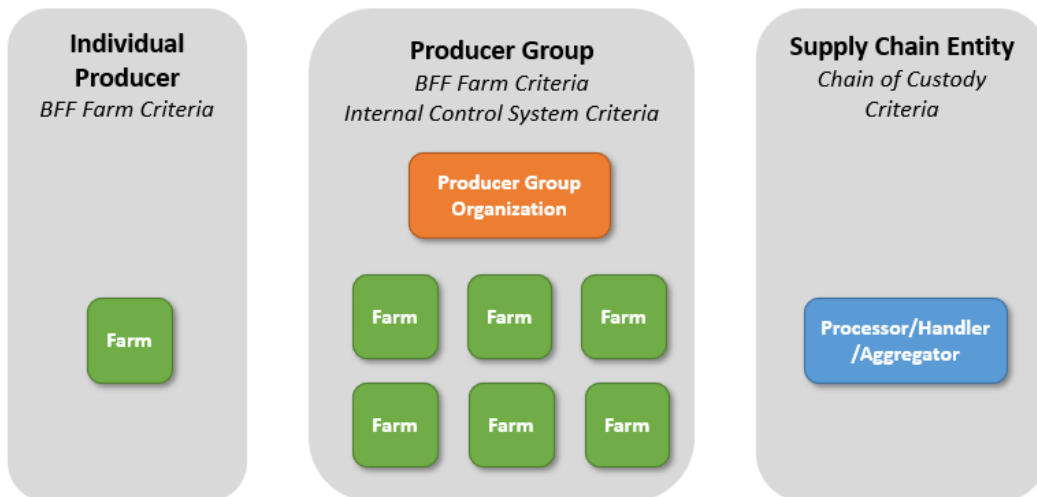 Individual
Producer
BFF Farm Criteria
Farm
Producer Group
BFF Farm Criteria
Internal Control System Criteria
Producer Group
Organization
Farm
Farm
Farm
Farm
Farm
Farm
Supply Chain Entity
Chain of Custody
Criteria
Processor/Handler
/Aggregator